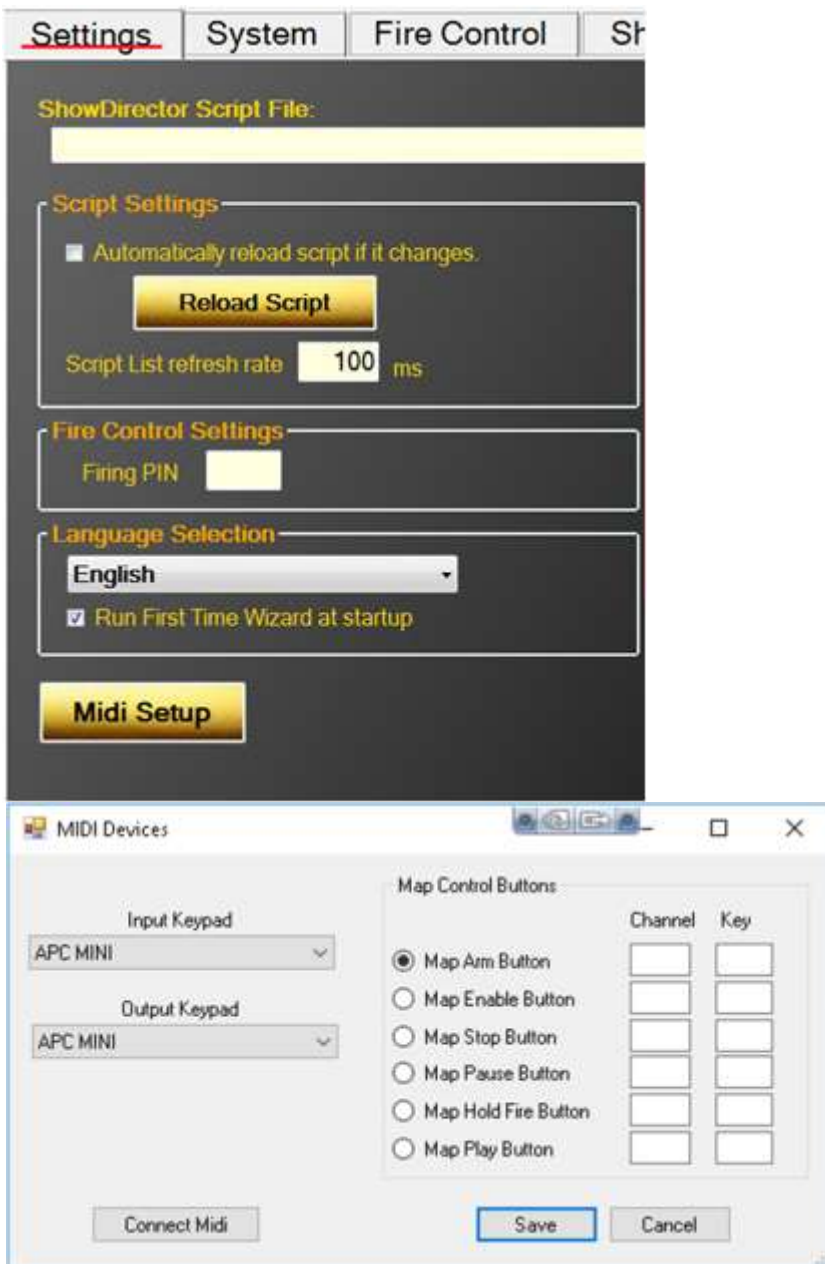 Settings System Fire Control
ShowDirector Script File:
Script Settings
Automatically reload script if it changes.
Reload Script
Script List refresh rate 100 ms
Fire Control Settings
Firing PIN
Language Selection
English
Run First Time Wizard at startup
Midi Setup
MIDI Devices
Map Control Buttons
Input Keypad
Channel Key
APC MINI
Map Arm Button
Map Enable Button
Output Keypad
Map Stop Button
APC MINI
Map Pause Button
Map Hold Fire Button
Map Play Button
Connect Midi Save Cancel